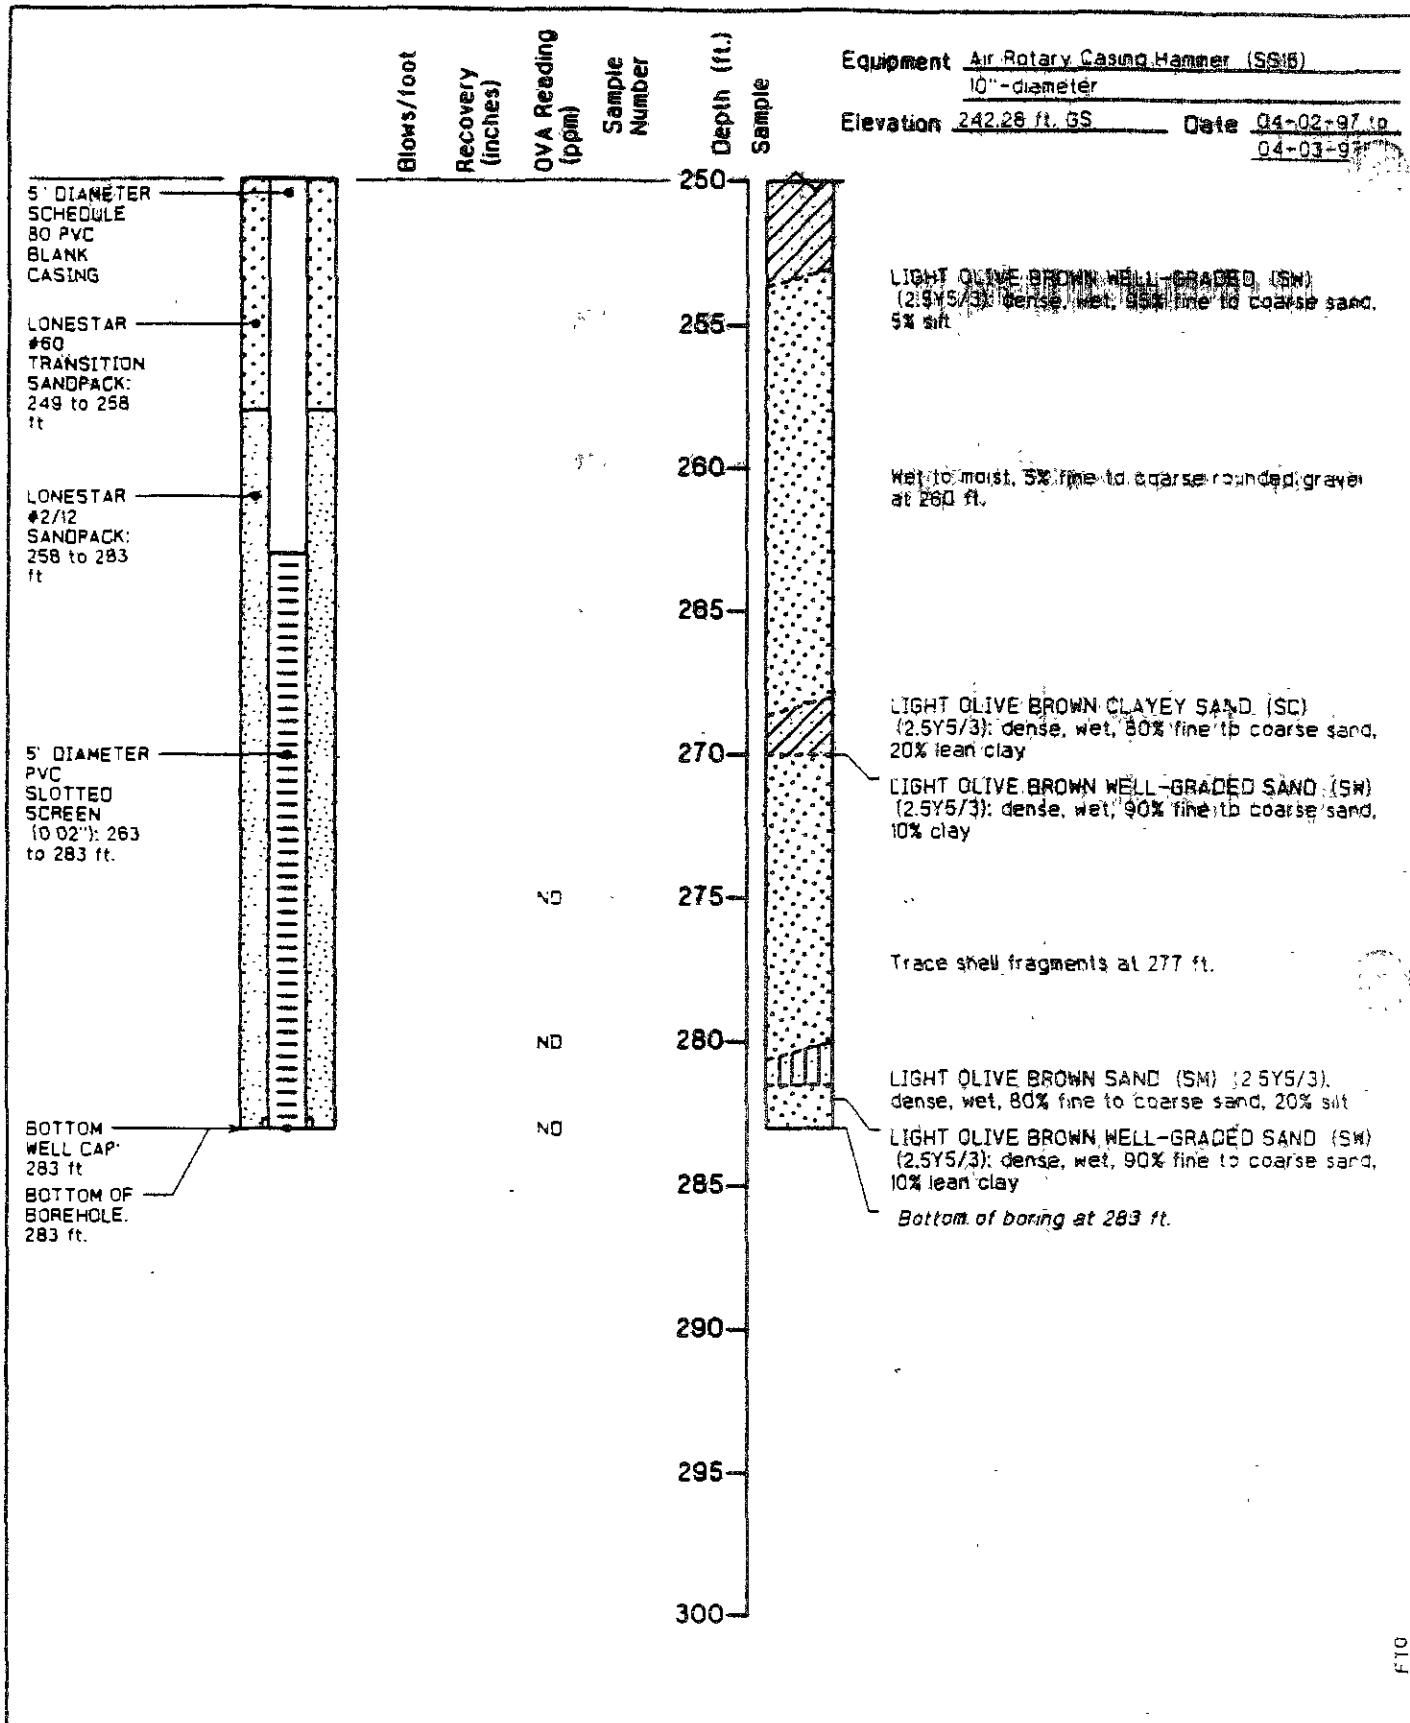 Blows/foot
Recovery
(inches)
OVA Reading
(ppm)
Sample
Number
Depth (ft.)
Sample
Equipment Air Rotary Casing Hammer
10"-diameter
Elevation 242.28 ft. GS Date 04-02-97 to
04-03-97
5' DIAMETER
SCHEDULE
80 PVC
BLANK
CASING
LONESTAR
#60
TRANSITION
SANDPACK:
249 to 258
ft
LONESTAR
#2/12
SANDPACK:
258 to 283
ft
5' DIAMETER
PVC
SLOTTED
SCREEN
(0.02"): 263
to 283 ft.
BOTTOM
WELL CAP
283 ft
BOTTOM OF
BOREHOLE.
283 ft.
ND
ND
ND
250
255
260
265
270
275
280
285
290
295
300
LIGHT OLIVE BROWN WELL-GRADED (SW)
(2.5Y5/3): dense, wet, 95% fine to coarse sand,
5% silt
Wet to moist, 5% fine to coarse rounded gravel
at 260 ft.
LIGHT OLIVE BROWN CLAYEY SAND (SC)
(2.5Y5/3): dense, wet, 80% fine to coarse sand,
20% lean clay
LIGHT OLIVE BROWN WELL-GRADED SAND (SW)
(2.5Y5/3): dense, wet, 90% fine to coarse sand,
10% clay
Trace shell fragments at 277 ft.
LIGHT OLIVE BROWN SAND (SM) (2.5Y5/3).
dense, wet, 80% fine to coarse sand, 20% silt
LIGHT OLIVE BROWN WELL-GRADED SAND (SW)
(2.5Y5/3): dense, wet, 90% fine to coarse sand,
10% lean clay
Bottom of boring at 283 ft.
FTO